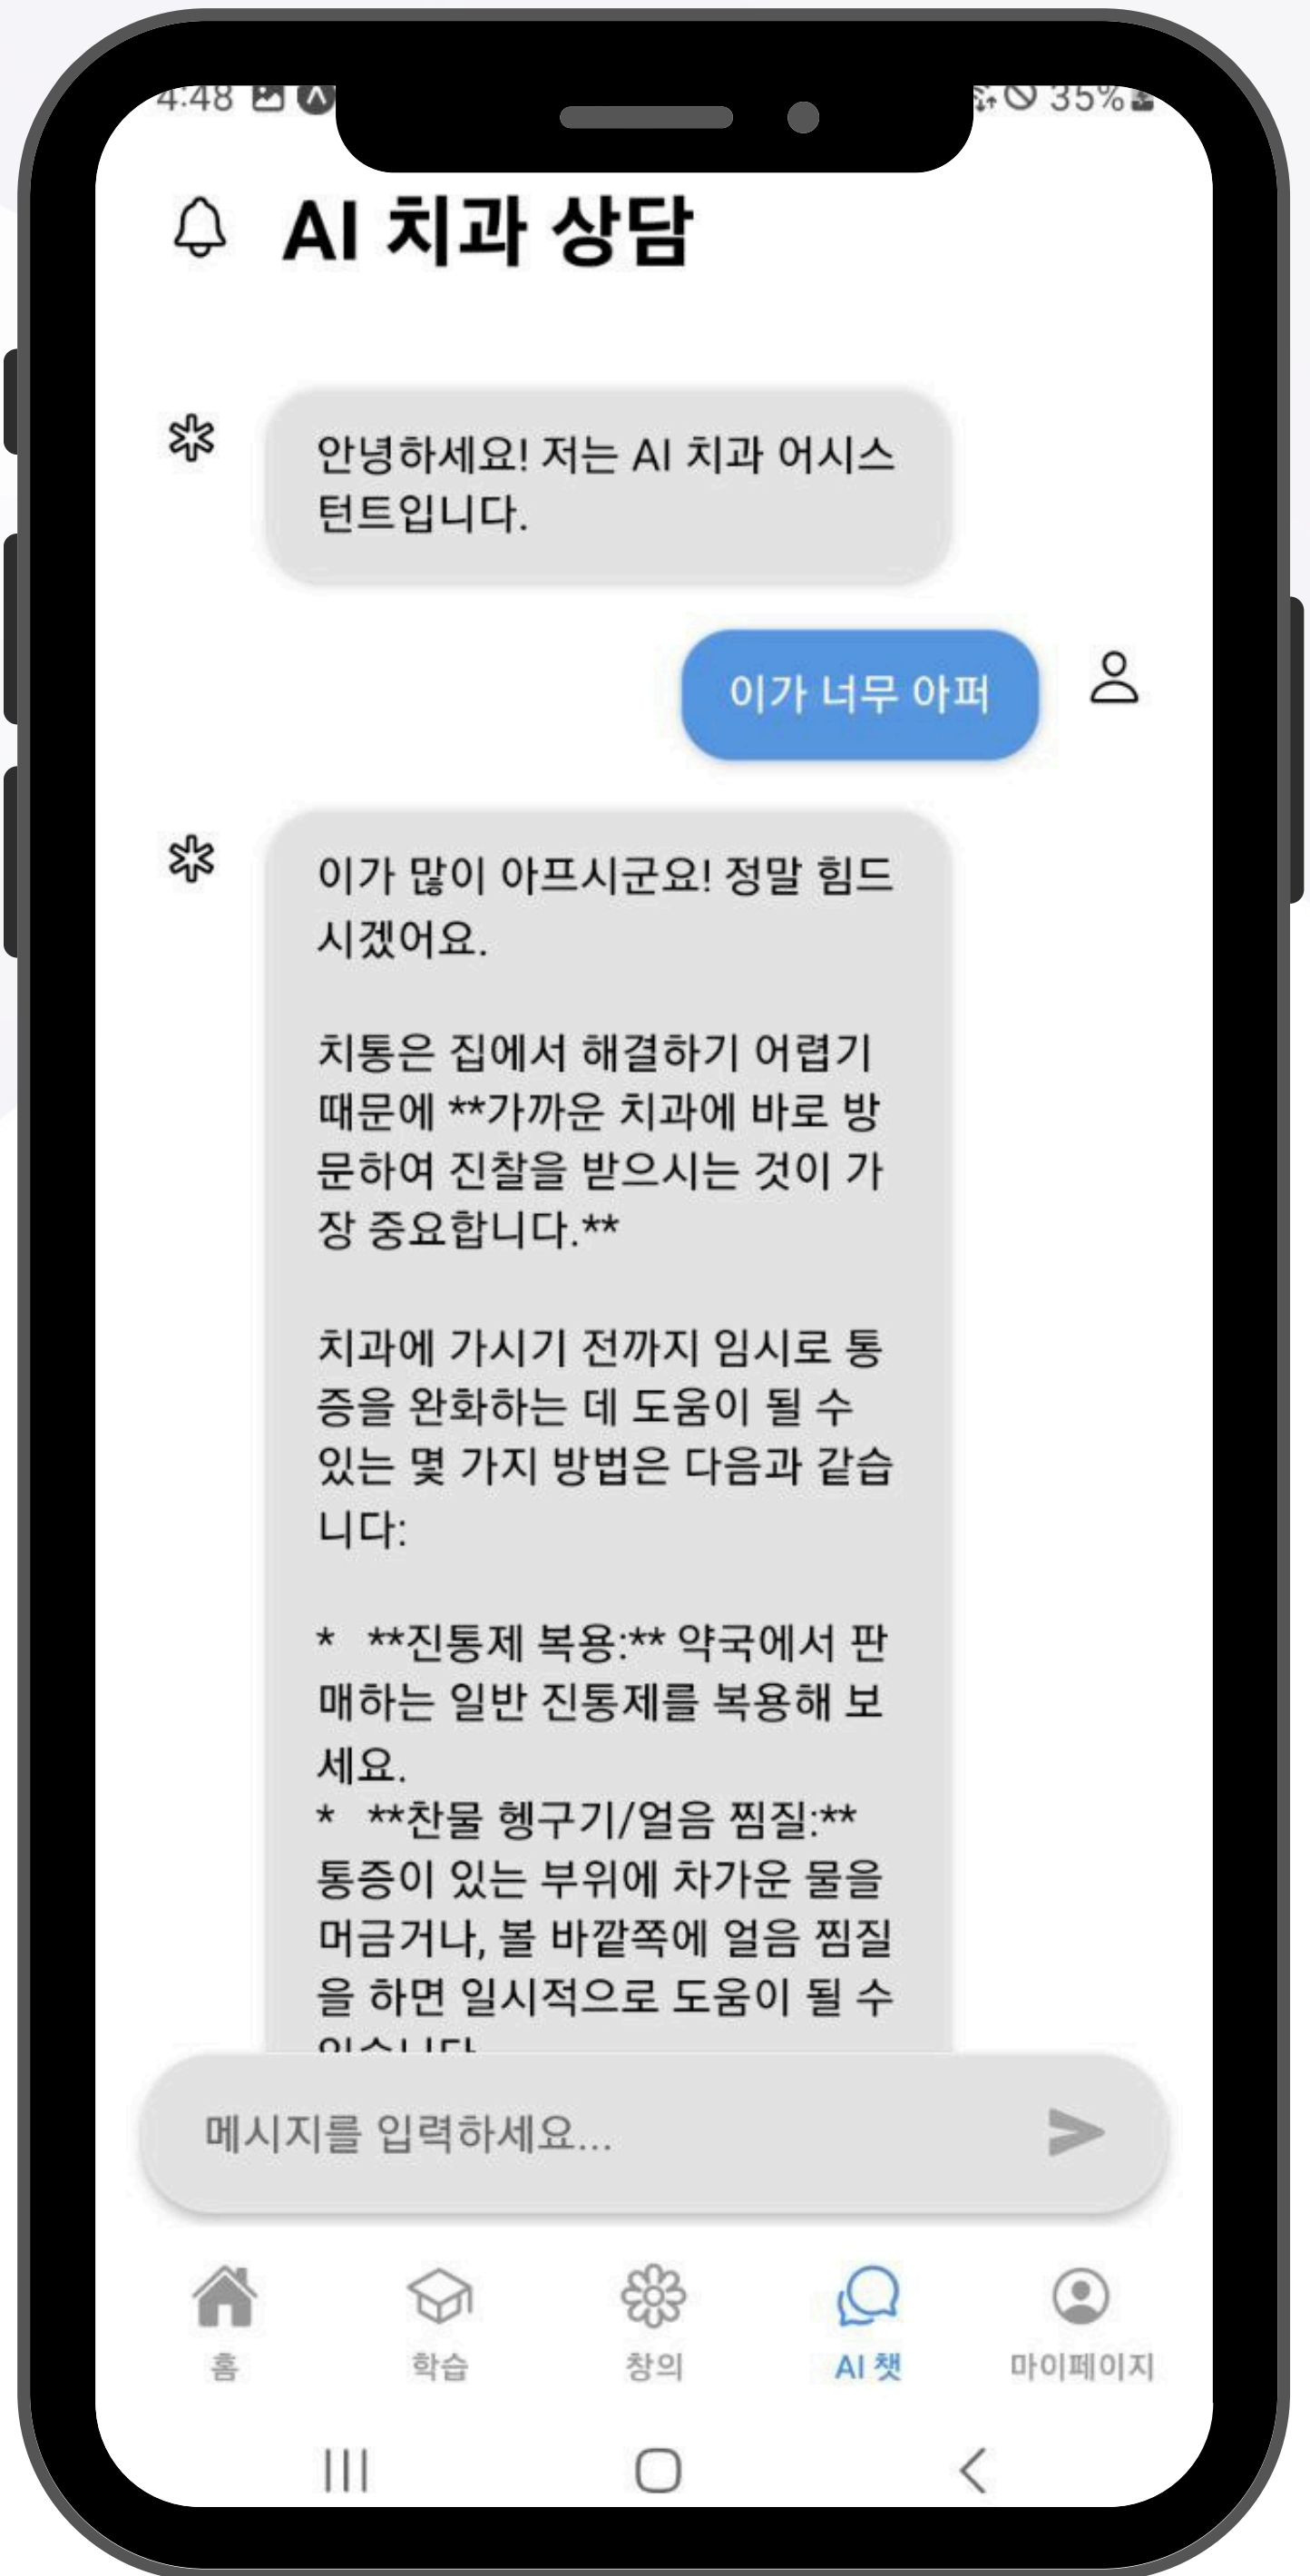 4:48 35%
AI 치과 상담
안녕하세요! 저는 AI 치과 어시스
턴트입니다.
이가 너무 아퍼
이가 많이 아프시군요! 정말 힘드
시겠어요.
치통은 집에서 해결하기 어렵기
때문에 **가까운 치과에 바로 방
문하여 진찰을 받으시는 것이 가
장 중요합니다.**
치과에 가시기 전까지 임시로 통
증을 완화하는 데 도움이 될 수
있는 몇 가지 방법은 다음과 같습
니다:
* **진통제 복용:** 약국에서 판
매하는 일반 진통제를 복용해 보
세요.
* **찬물 헹구기/얼음 찜질:**
통증이 있는 부위에 차가운 물을
머금거나, 볼 바깥쪽에 얼음 찜질
을 하면 일시적으로 도움이 될 수
메시지를 입력하세요...
홈 학습 창의 AI 챗 마이페이지